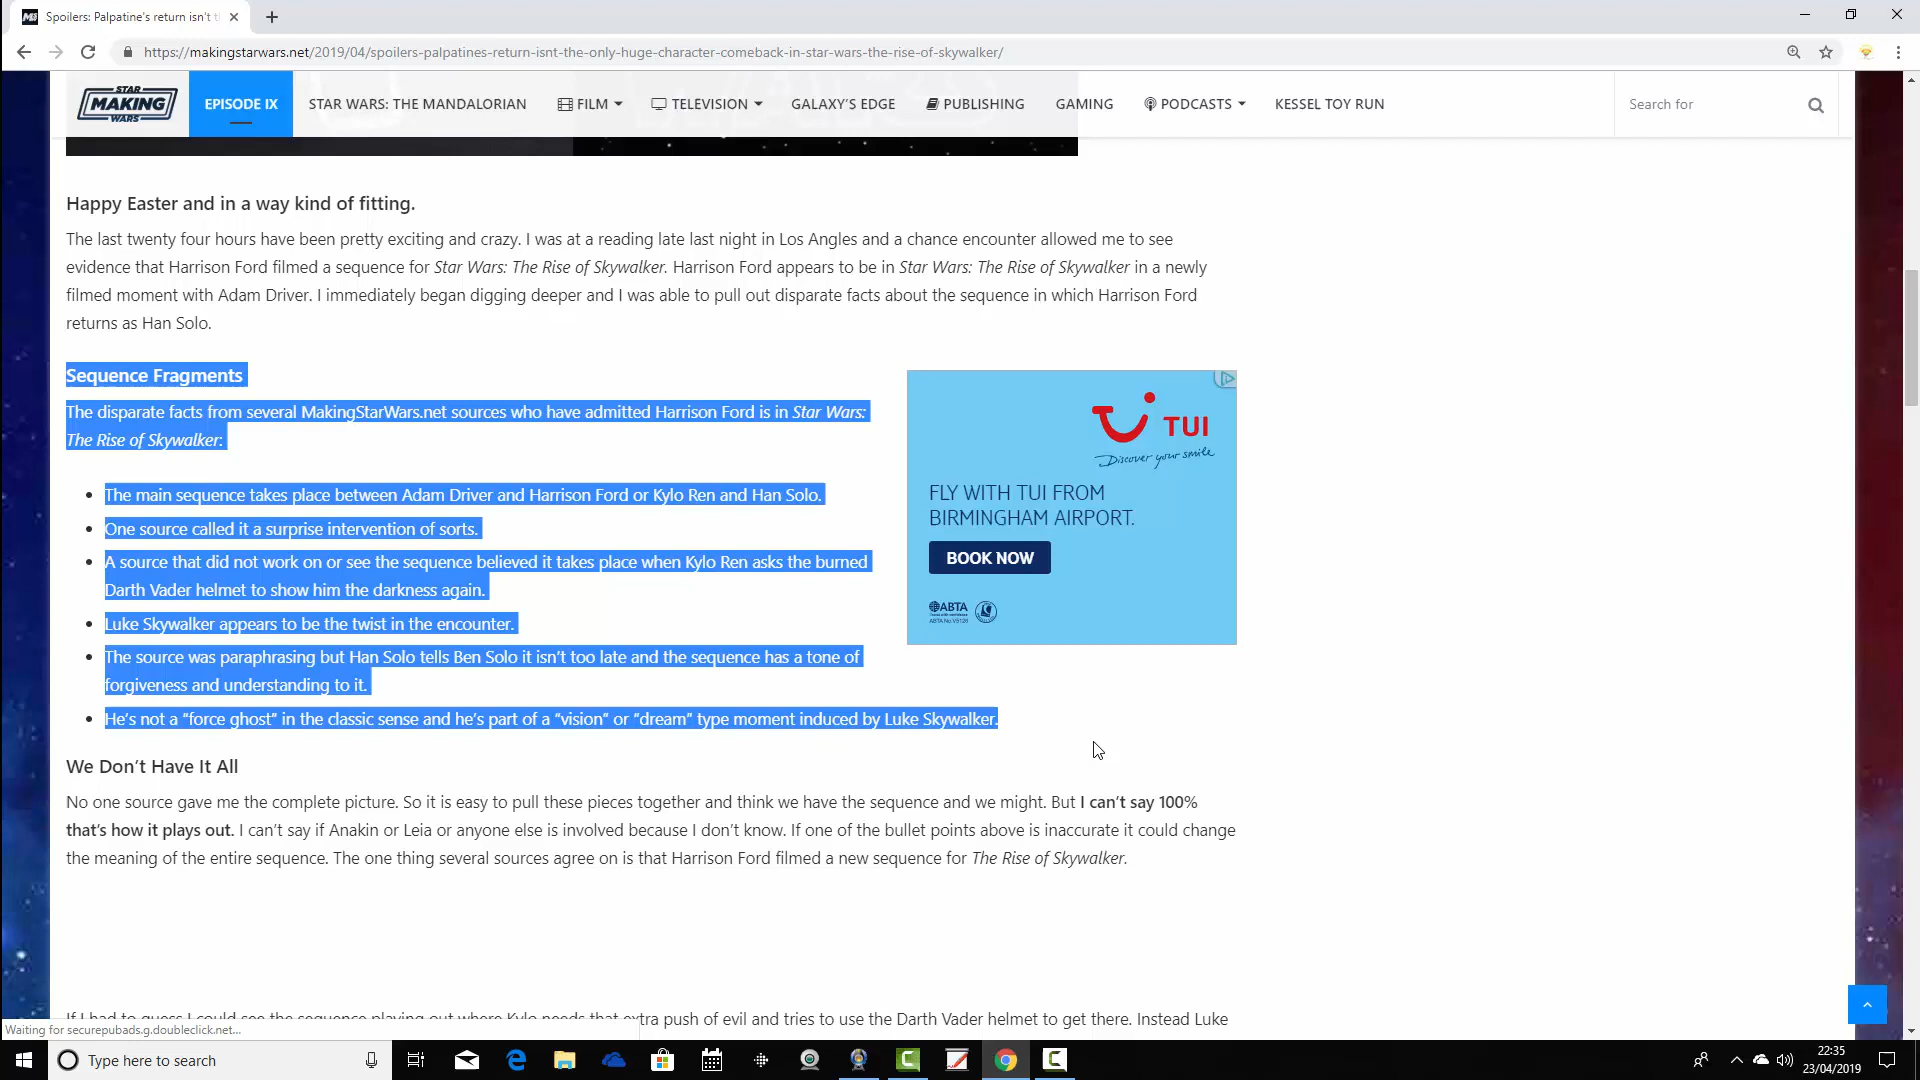 Spoilers: Palpatine's return isn't t
https://makingstarwars.net/2019/04/spoilers-palpatines-return-isnt-the-only-huge-character-comeback-in-star-wars-the-rise-of-skywalker/
STAR
MAKING
WARS
EPISODE IX
STAR WARS: THE MANDALORIAN
FILM
TELEVISION
GALAXY'S EDGE
PUBLISHING
GAMING
PODCASTS
KESSEL TOY RUN
Search for
Happy Easter and in a way kind of fitting.
The last twenty four hours have been pretty exciting and crazy. I was at a reading late last night in Los Angles and a chance encounter allowed me to see
evidence that Harrison Ford filmed a sequence for Star Wars: The Rise of Skywalker. Harrison Ford appears to be in Star Wars: The Rise of Skywalker in a newly
filmed moment with Adam Driver. I immediately began digging deeper and I was able to pull out disparate facts about the sequence in which Harrison Ford
returns as Han Solo.
Sequence Fragments
The disparate facts from several MakingStarWars.net sources who have admitted Harrison Ford is in Star Wars:
The Rise of Skywalker:
The main sequence takes place between Adam Driver and Harrison Ford or Kylo Ren and Han Solo.
One source called it a surprise intervention of sorts.
A source that did not work on or see the sequence believed it takes place when Kylo Ren asks the burned
Darth Vader helmet to show him the darkness again.
Luke Skywalker appears to be the twist in the encounter.
The source was paraphrasing but Han Solo tells Ben Solo it isn't too late and the sequence has a tone of
forgiveness and understanding to it.
He's not a "force ghost" in the classic sense and he's part of a "vision" or "dream" type moment induced by Luke Skywalker.
TUI
Discover your smile
FLY WITH TUI FROM
BIRMINGHAM AIRPORT.
BOOK NOW
ABTA
ABTA No.V5126
We Don't Have It All
No one source gave me the complete picture. So it is easy to pull these pieces together and think we have the sequence and we might. But I can't say 100%
that's how it plays out. I can't say if Anakin or Leia or anyone else is involved because I don't know. If one of the bullet points above is inaccurate it could change
the meaning of the entire sequence. The one thing several sources agree on is that Harrison Ford filmed a new sequence for The Rise of Skywalker.
If I had to guess I could see the sequence playing out where Kylo needs that extra push of evil and tries to use the Darth Vader helmet to get there. Instead Luke
Waiting for securepubads.g.doubleclick.net...
Type here to search
22:35
23/04/2019